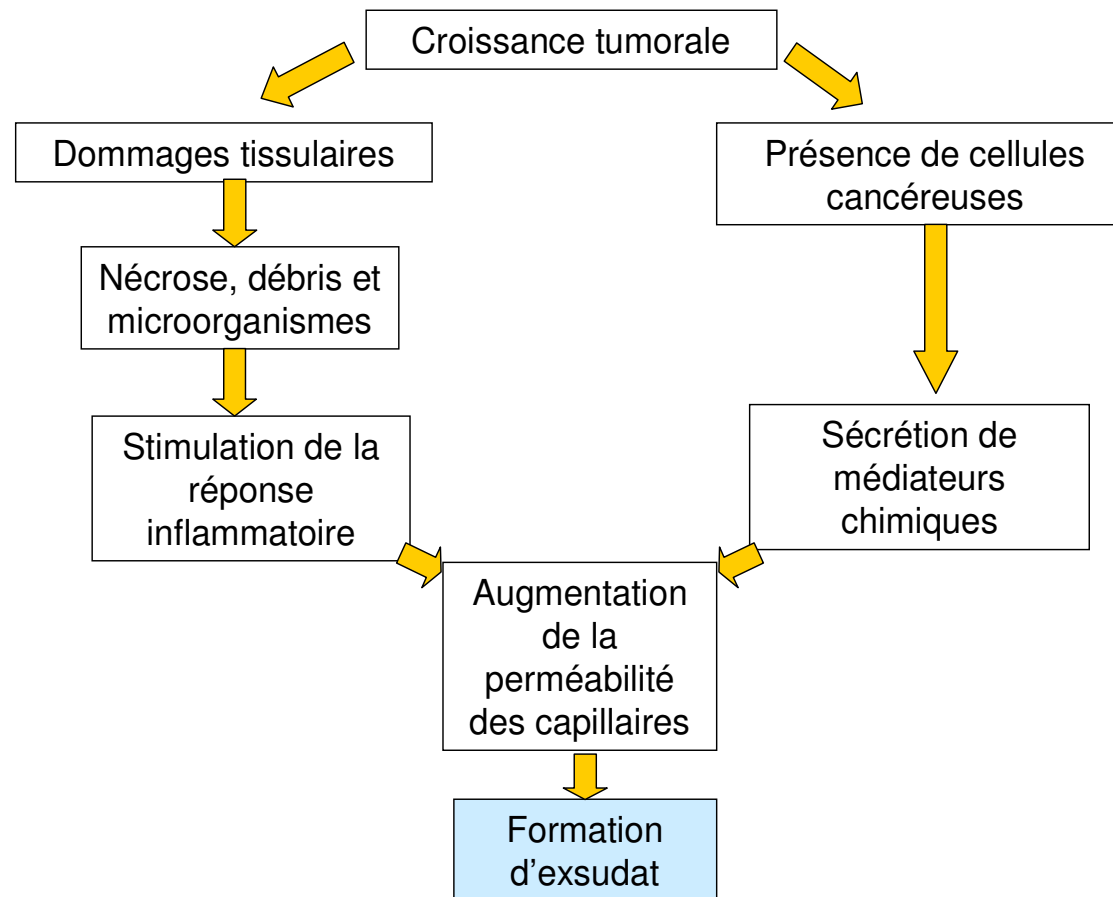 Croissance tumorale
Dommages tissulaires
Présence de cellules
cancéreuses
Nécrose, débris et
microorganismes
Stimulation de la
réponse
inflammatoire
Sécrétion de
médiateurs
chimiques
Augmentation
de la
perméabilité
des capillaires
Formation
d'exsudat